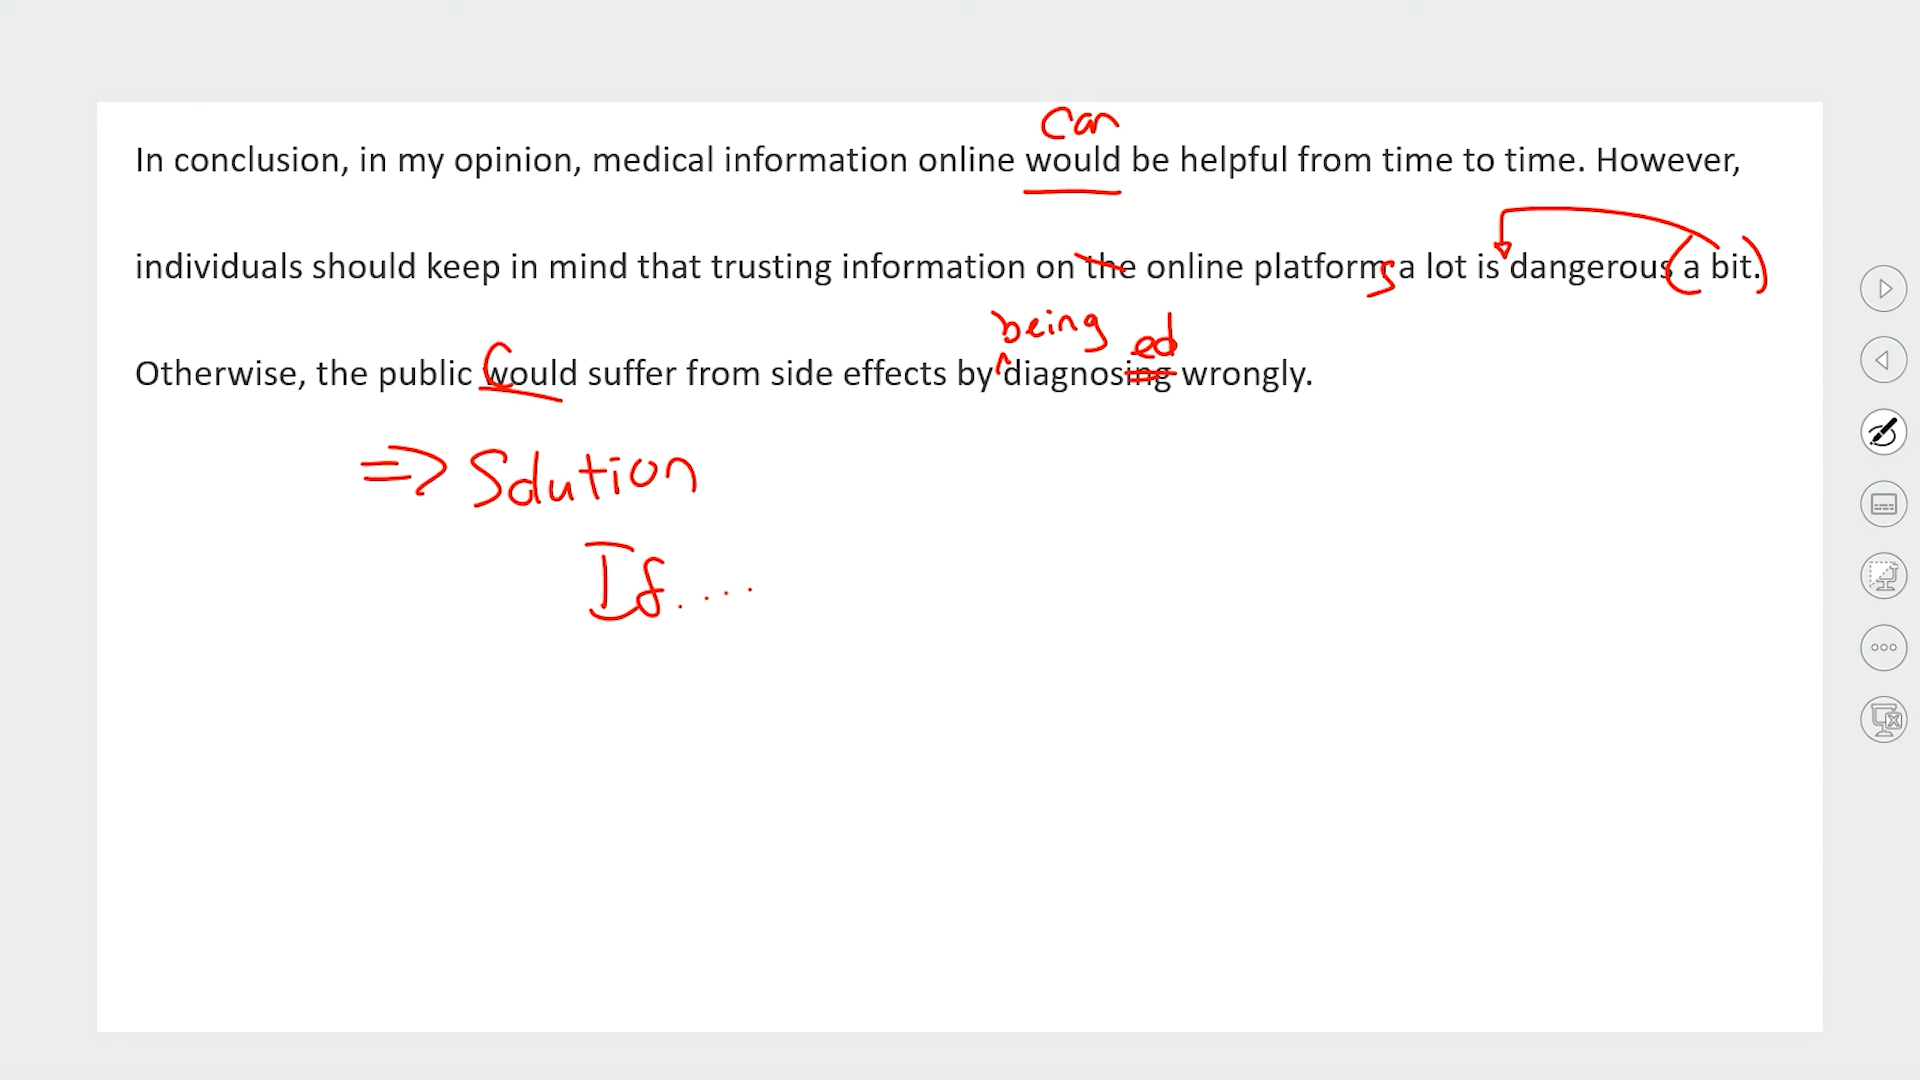 can
In conclusion, in my opinion, medical information online would be helpful from time to time. However,
individuals should keep in mind that trusting information on the online platforms a lot is dangerous (a bit.)
being ed
Otherwise, the public would suffer from side effects by diagnosing wrongly.
=> Solution
If....